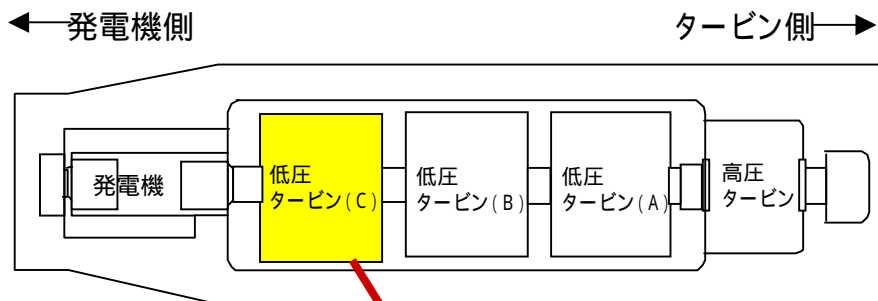 発電機側
タービン側
発電機
低圧
タービン(C)
低圧
タービン(B)
低圧
タービン(A)
高圧
タービン